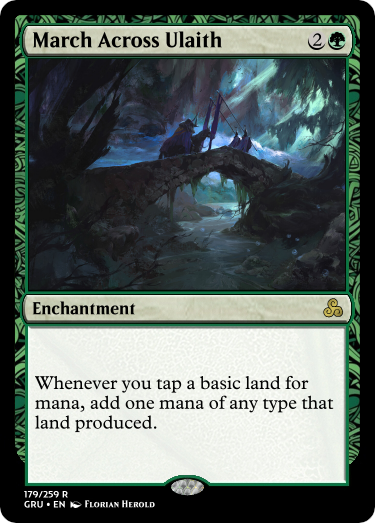 March Across Ulaith 2
Enchantment
Whenever you tap a basic land for
mana, add one mana of any type that
land produced.
179/259 R
GRU • EN Florian Herold